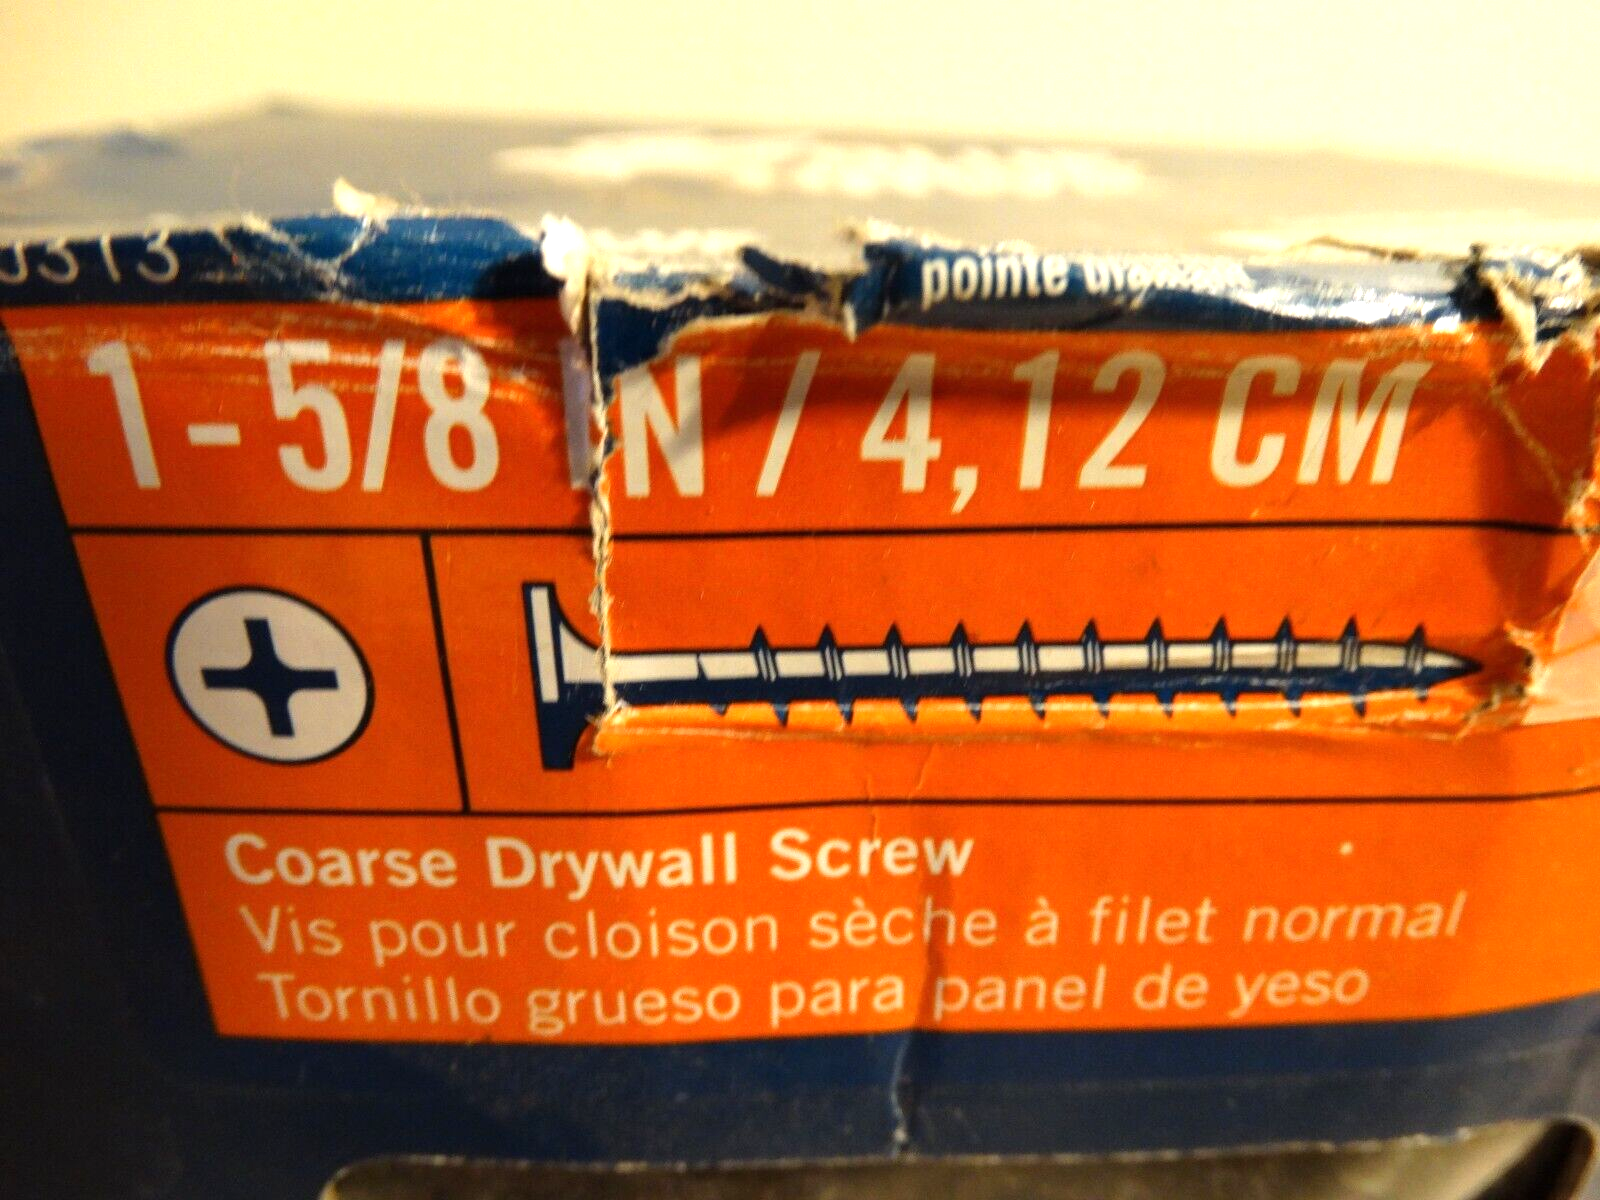 pointe
1-5/8 IN / 4,12 CM
Coarse Drywall Screw
Vis pour cloison sèche à filet normal
Tornillo grueso para panel de yeso